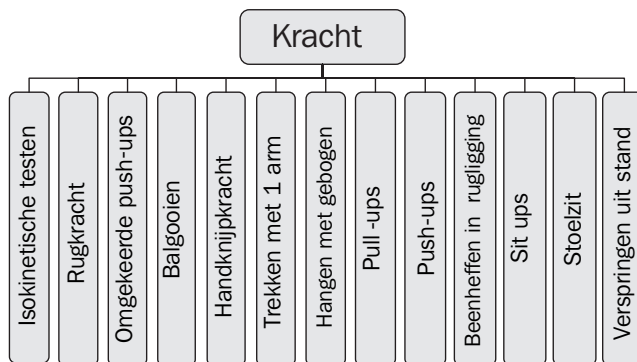 Kracht
Isokinetische testen
Rugkracht
Omgekeerde push-ups
Balgooien
Handknijpkracht
Trekken met 1 arm
Hangen met gebogen
Pull -ups
Push-ups
Beenheffen in rugligging
Sit ups
Stoelzit
Verspringen uit stand